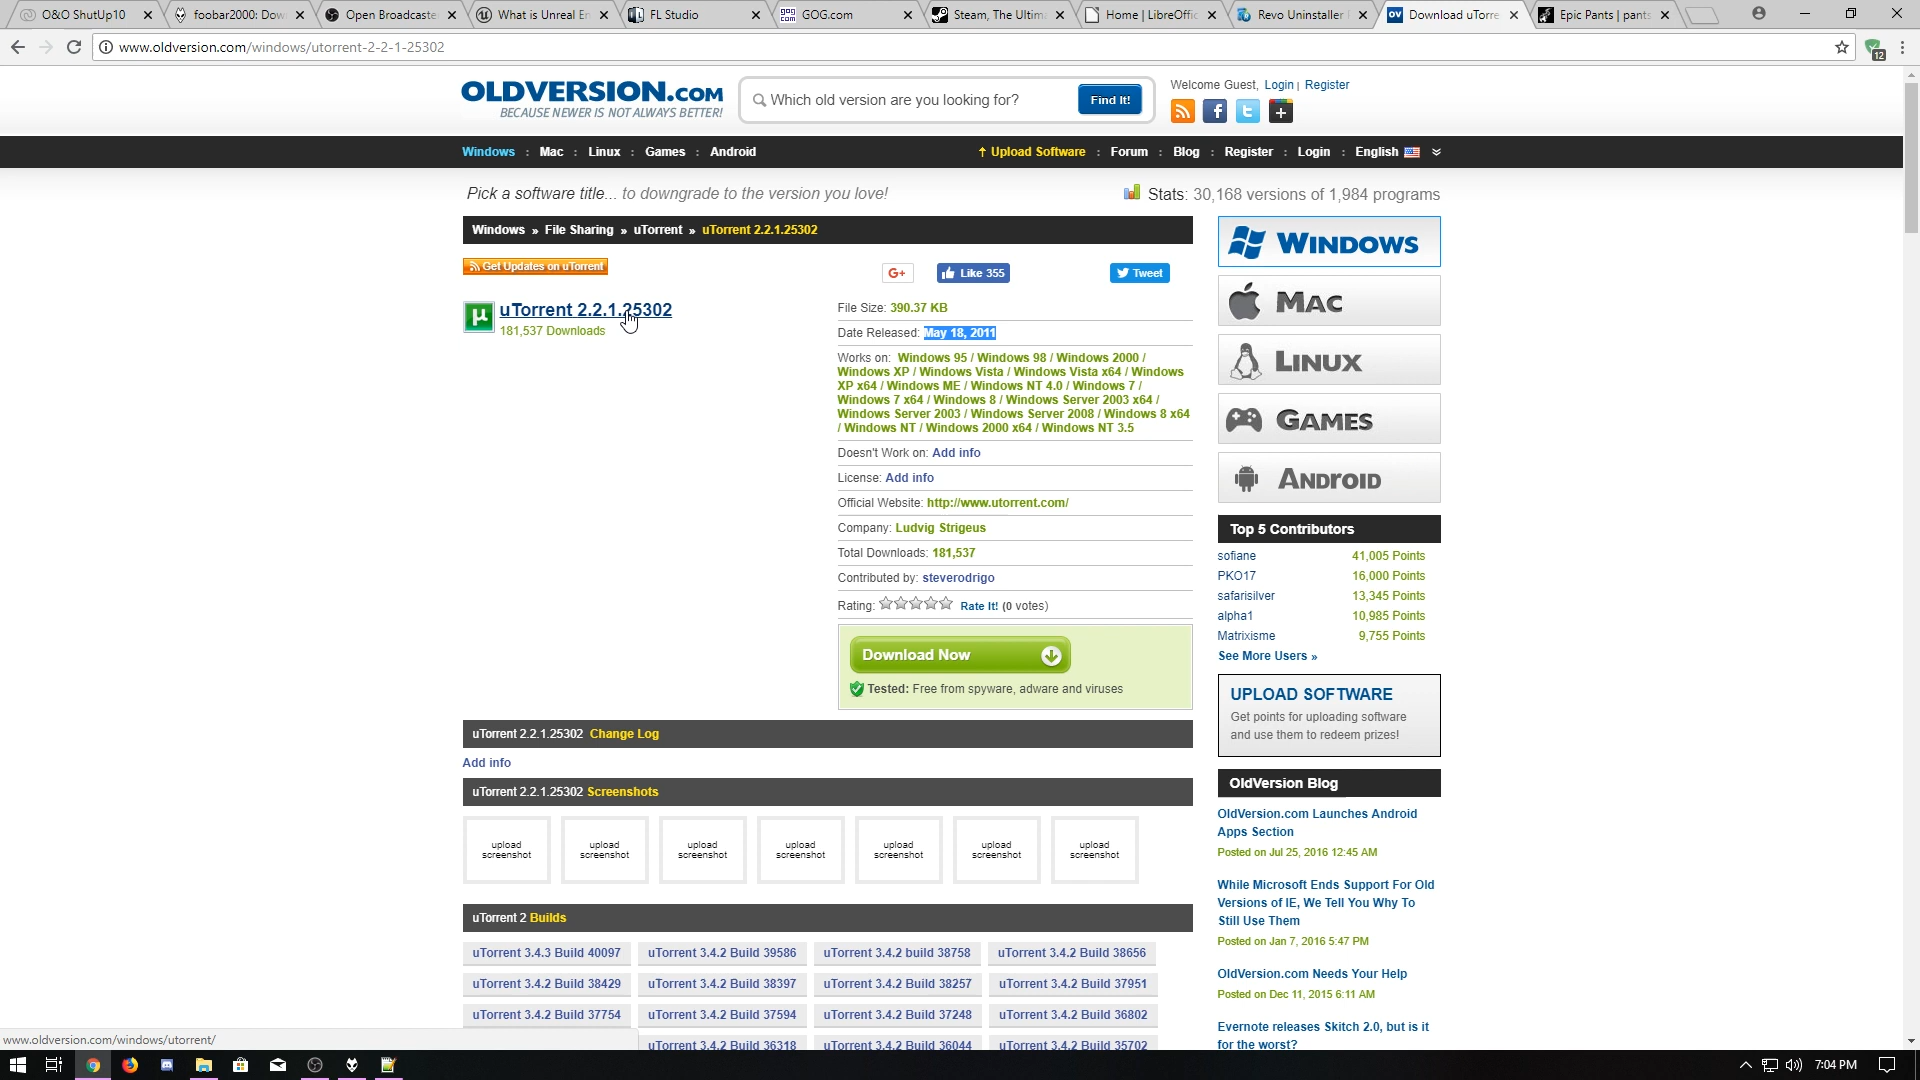 O&O ShutUp10
foobar2000: Dow
Open Broadcaste
What is Unreal En
FL Studio
GOG.com
Steam, The Ultim
Home | LibreOffic
Revo Uninstaller
Download uTorre
Epic Pants | pants
www.oldversion.com/windows/utorrent-2-2-1-25302
12
OLDVERSION.COM
BECAUSE NEWER IS NOT ALWAYS BETTER!
Which old version are you looking for?
Find It!
Welcome Guest, Login | Register
Windows : Mac : Linux : Games : Android
↑ Upload Software : Forum : Blog : Register : Login : English
Pick a software title... to downgrade to the version you love!
Stats: 30,168 versions of 1,984 programs
Windows » File Sharing » uTorrent » uTorrent 2.2.1.25302
Get Updates on uTorrent
G+
Like 355
Tweet
uTorrent 2.2.1.25302
181,537 Downloads
File Size: 390.37 KB
Date Released: May 18, 2011
Works on: Windows 95 / Windows 98 / Windows 2000 /
Windows XP / Windows Vista / Windows Vista x64 / Windows
XP x64 / Windows ME / Windows NT 4.0 / Windows 7 /
Windows 7 x64 / Windows 8 / Windows Server 2003 x64 /
Windows Server 2003 / Windows Server 2008 / Windows 8 x64
/ Windows NT / Windows 2000 x64 / Windows NT 3.5
Doesn't Work on: Add info
License: Add info
Official Website: http://www.utorrent.com/
Company: Ludvig Strigeus
Total Downloads: 181,537
Contributed by: steverodrigo
Rating: Rate It! (0 votes)
Download Now
Tested: Free from spyware, adware and viruses
uTorrent 2.2.1.25302 Change Log
Add info
uTorrent 2.2.1.25302 Screenshots
upload
screenshot
upload
screenshot
upload
screenshot
upload
screenshot
upload
screenshot
upload
screenshot
upload
screenshot
uTorrent 2 Builds
uTorrent 3.4.3 Build 40097
uTorrent 3.4.2 Build 39586
uTorrent 3.4.2 build 38758
uTorrent 3.4.2 Build 38656
uTorrent 3.4.2 Build 38429
uTorrent 3.4.2 Build 38397
uTorrent 3.4.2 Build 38257
uTorrent 3.4.2 Build 37951
uTorrent 3.4.2 Build 37754
uTorrent 3.4.2 Build 37594
uTorrent 3.4.2 Build 37248
uTorrent 3.4.2 Build 36802
uTorrent 3.4.2 Build 36318
uTorrent 3.4.2 Build 36044
uTorrent 3.4.2 Build 35702
WINDOWS
MAC
LINUX
GAMES
ANDROID
Top 5 Contributors
sofiane 41,005 Points
PKO17 16,000 Points
safarisilver 13,345 Points
alpha1 10,985 Points
Matrixisme 9,755 Points
See More Users »
UPLOAD SOFTWARE
Get points for uploading software
and use them to redeem prizes!
OldVersion Blog
OldVersion.com Launches Android
Apps Section
Posted on Jul 25, 2016 12:45 AM
While Microsoft Ends Support For Old
Versions of IE, We Tell You Why To
Still Use Them
Posted on Jan 7, 2016 5:47 PM
OldVersion.com Needs Your Help
Posted on Dec 11, 2015 6:11 AM
Evernote releases Skitch 2.0, but is it
for the worst?
www.oldversion.com/windows/utorrent/
7:04 PM